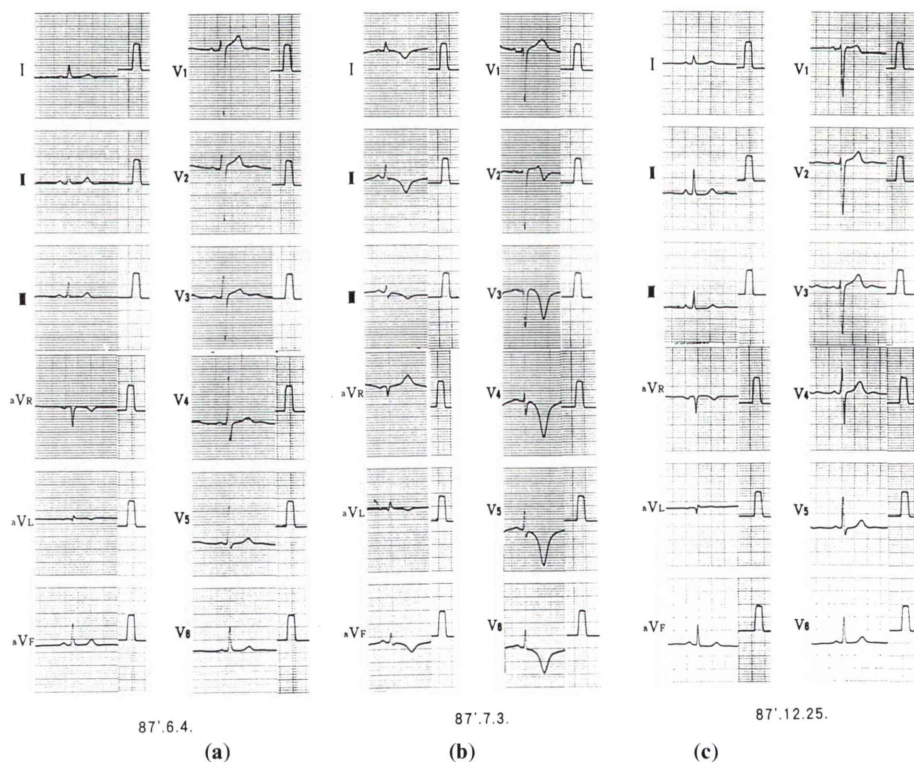 I V1 I V1 I V1
II V2 II V2 II V2
III V3 III V3 III V3
aVR V4 aVR V4 aVR V4
aVL V5 aVL V5 aVL V5
aVF V6 aVF V6 aVF V6
87'.6.4. 87'.7.3. 87'.12.25.
(a) (b) (c)